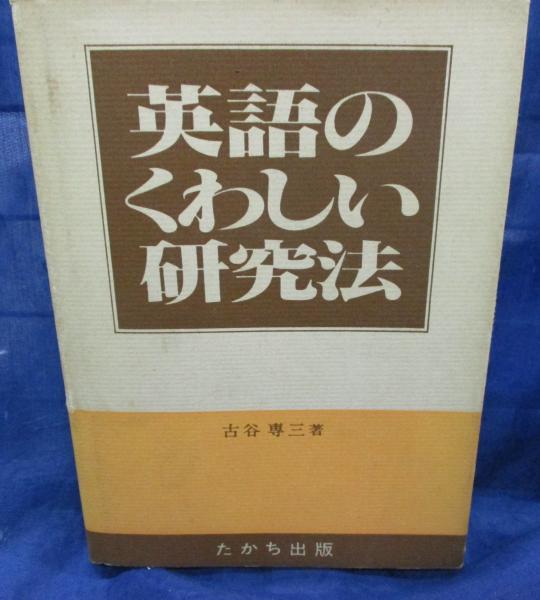 英語の
くわしい
研究法
古谷専三著
たかち出版